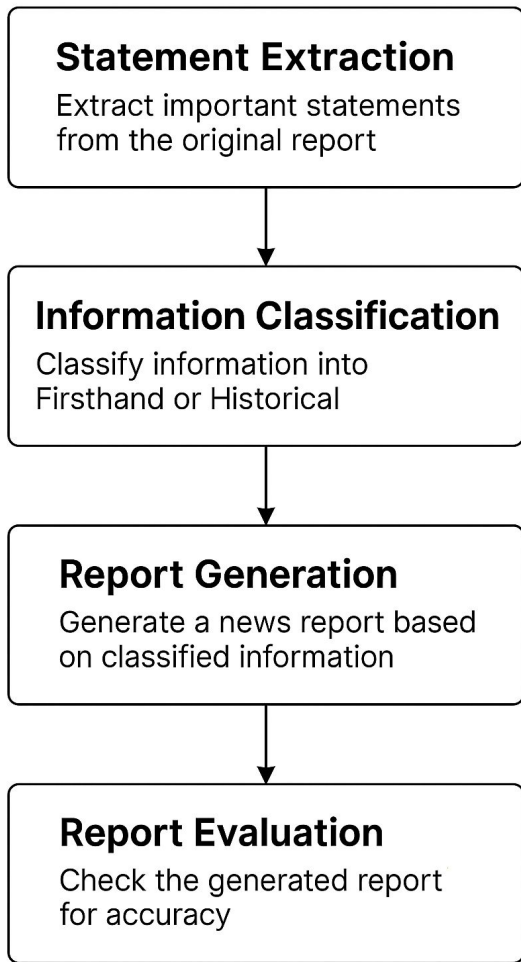 Statement Extraction
Extract important statements
from the original report
Information Classification
Classify information into
Firsthand or Historical
Report Generation
Generate a news report based
on classified information
Report Evaluation
Check the generated report
for accuracy